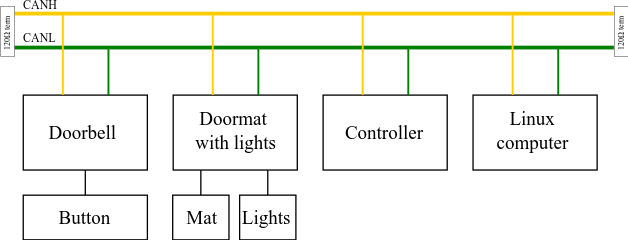 CANH
120Ω term
120Ω term
CANL
Doorbell
Doormat
with lights
Controller
Linux
computer
Button
Mat
Lights